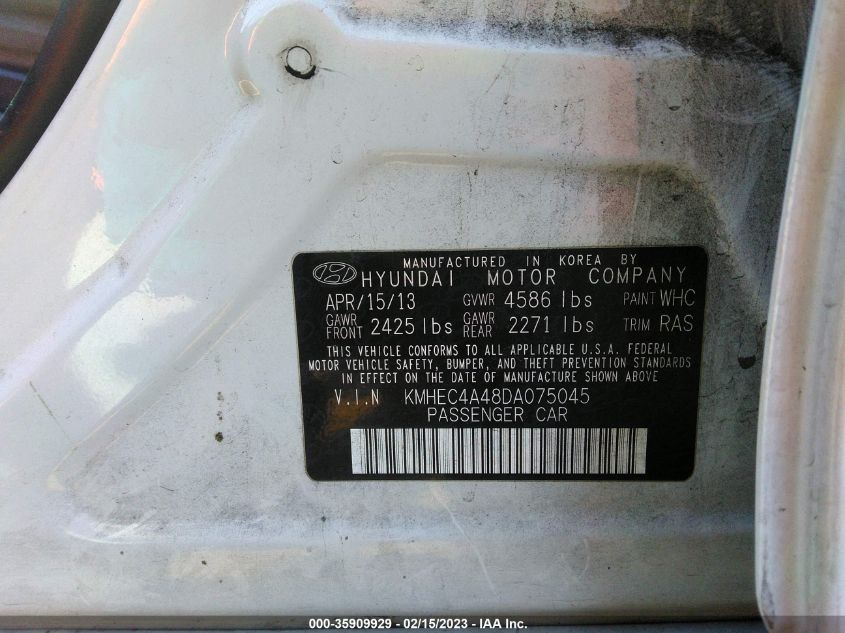 MANUFACTURED IN KOREA BY
HYUNDAI MOTOR COMPANY
APR/15/13 GVWR 4586 lbs PAINT WHC
GAWR FRONT 2425 lbs GAWR REAR 2271 lbs TRIM RAS
THIS VEHICLE CONFORMS TO ALL APPLICABLE U.S.A. FEDERAL
MOTOR VEHICLE SAFETY, BUMPER, AND THEFT PREVENTION STANDARDS
IN EFFECT ON THE DATE OF MANUFACTURE SHOWN ABOVE
V.I.N KMHEC4A48DA075045
PASSENGER CAR
000-35909929 - 02/15/2023 - IAA Inc.